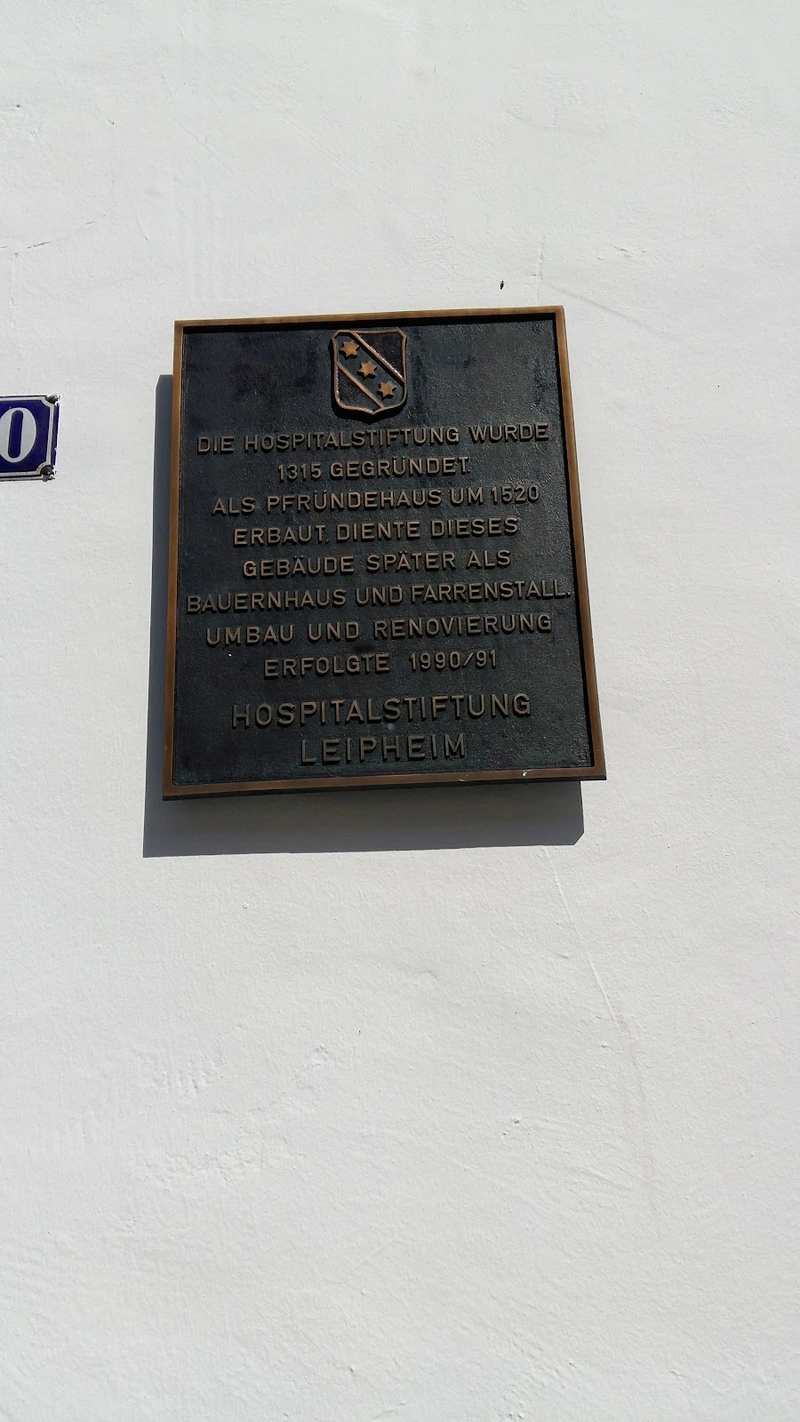 0
DIE HOSPITALSTIFTUNG WURDE
1315 GEGRÜNDET.
ALS PFRÜNDEHAUS UM 1520
ERBAUT. DIENTE DIESES
GEBÄUDE SPÄTER ALS
BAUERNHAUS UND FARRENSTALL.
UMBAU UND RENOVIERUNG
ERFOLGTE 1990/91
HOSPITALSTIFTUNG
LEIPHEIM